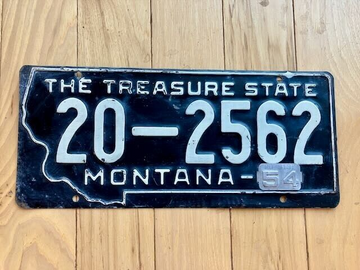 THE TREASURE STATE
20-2562
MONTANA-54